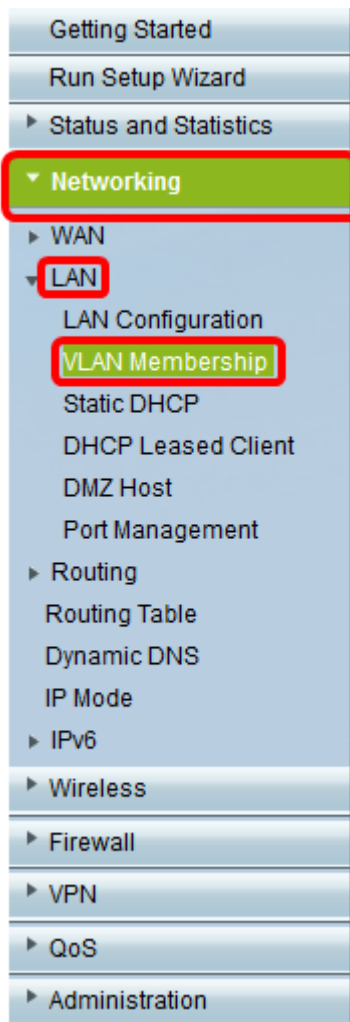 Getting Started
Run Setup Wizard
Status and Statistics
Networking
WAN
LAN
LAN Configuration
VLAN Membership
Static DHCP
DHCP Leased Client
DMZ Host
Port Management
Routing
Routing Table
Dynamic DNS
IP Mode
IPv6
Wireless
Firewall
VPN
QoS
Administration